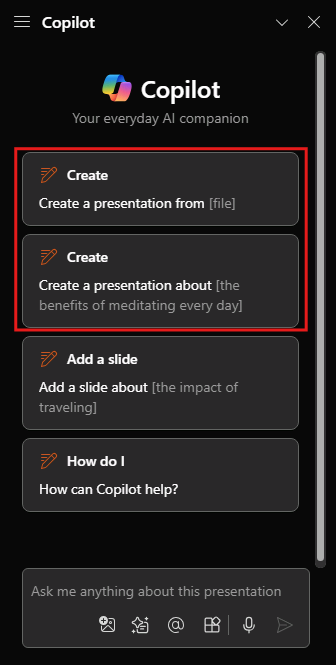 Copilot
Copilot
Your everyday AI companion
Create
Create a presentation from [file]
Create
Create a presentation about [the
benefits of meditating every day]
Add a slide
Add a slide about [the impact of
traveling]
How do I
How can Copilot help?
Ask me anything about this presentation